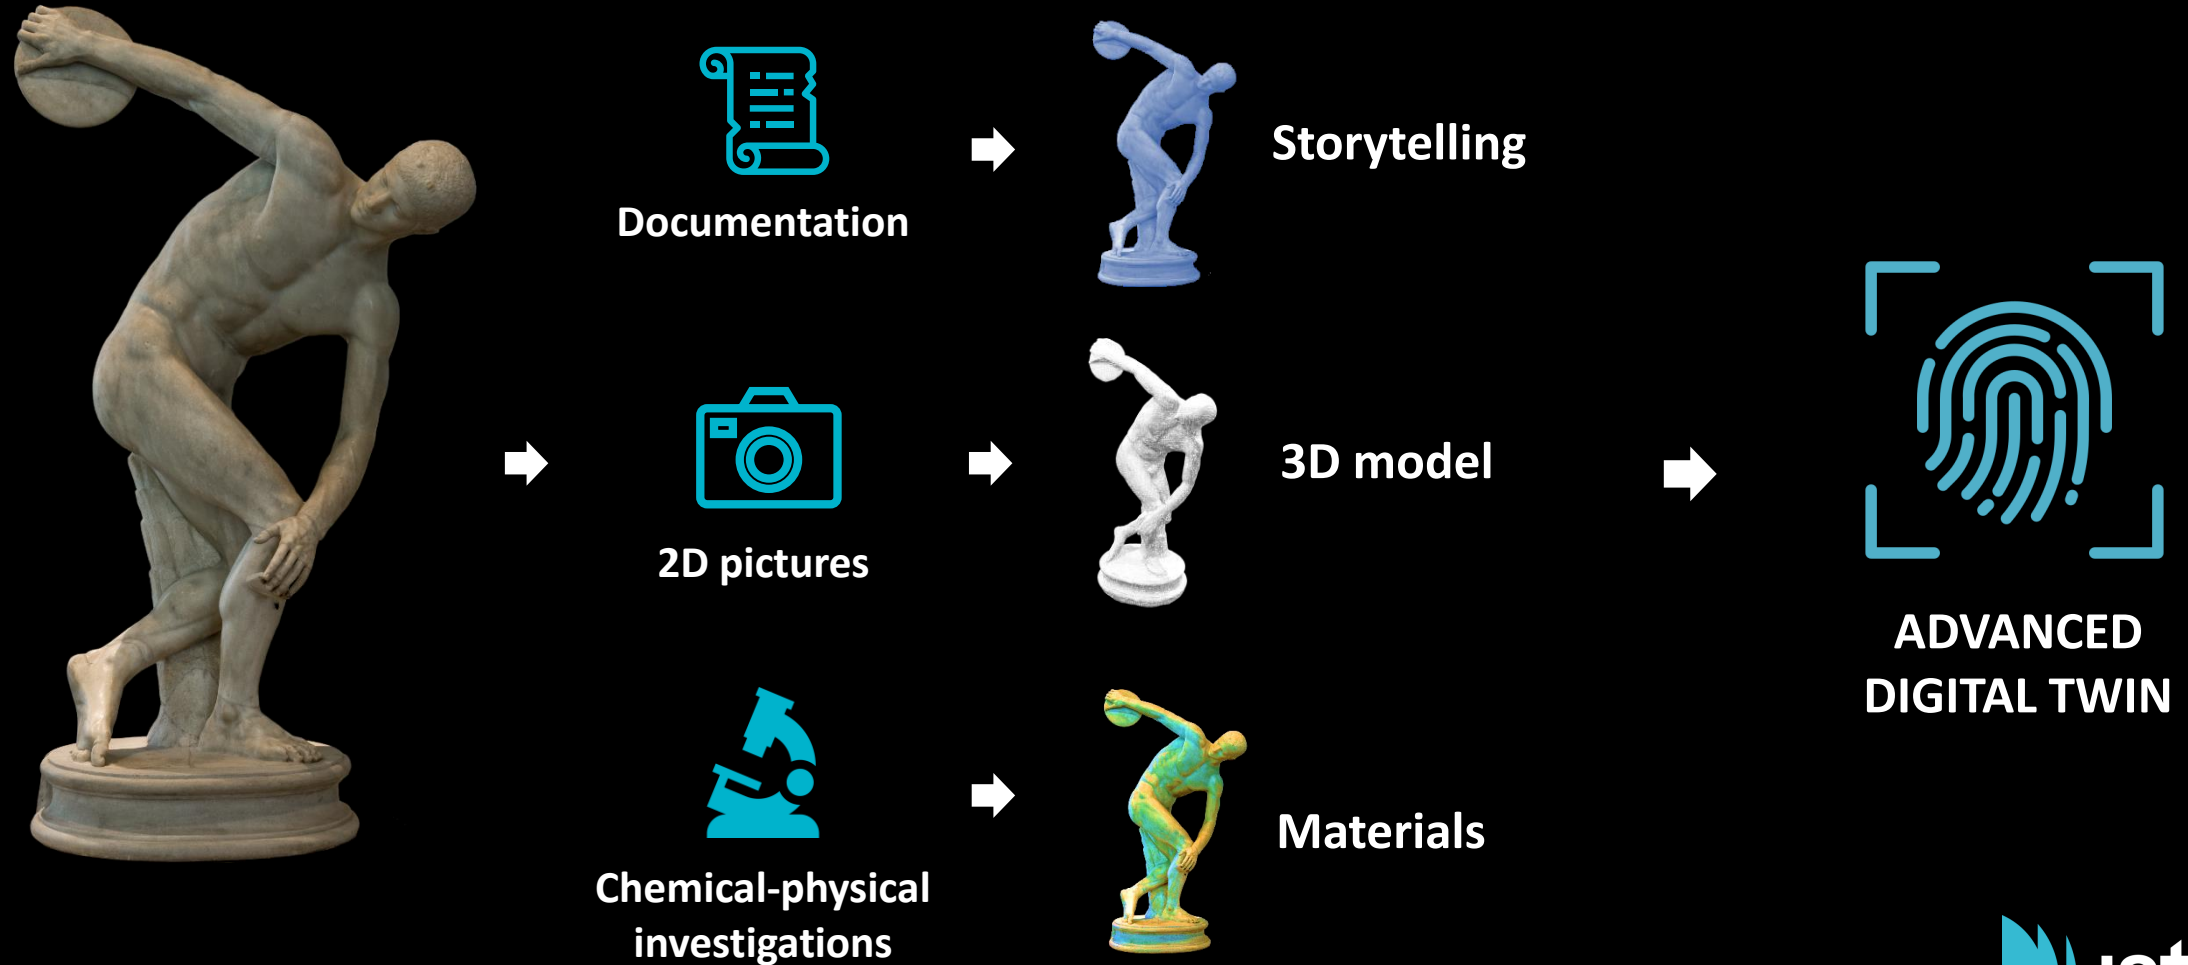 Documentation
Storytelling
2D pictures
3D model
Chemical-physical
investigations
Materials
ADVANCED
DIGITAL TWIN